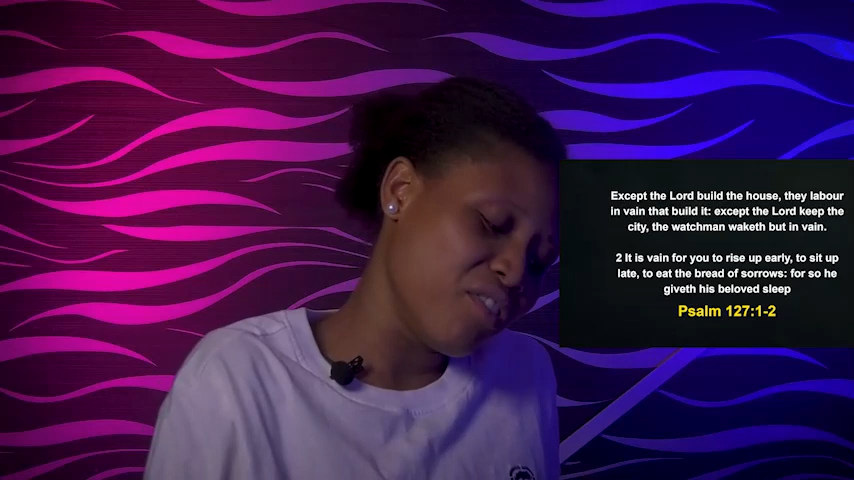 Except the Lord build the house, they labour
in vain that build it: except the Lord keep the
city, the watchman waketh but in vain.
2 It is vain for you to rise up early, to sit up
late, to eat the bread of sorrows: for so he
giveth his beloved sleep
Psalm 127:1-2